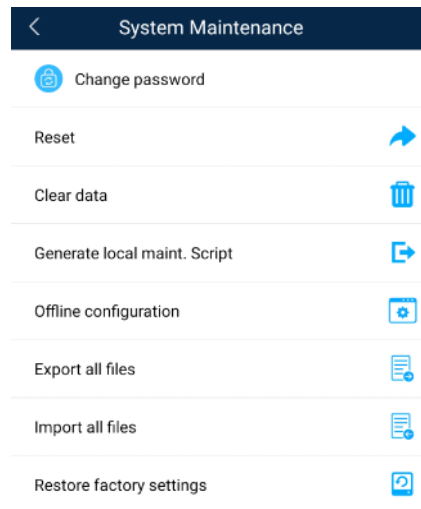 System Maintenance
Change password
Reset
Clear data
Generate local maint. Script
Offline configuration
Export all files
Import all files
Restore factory settings